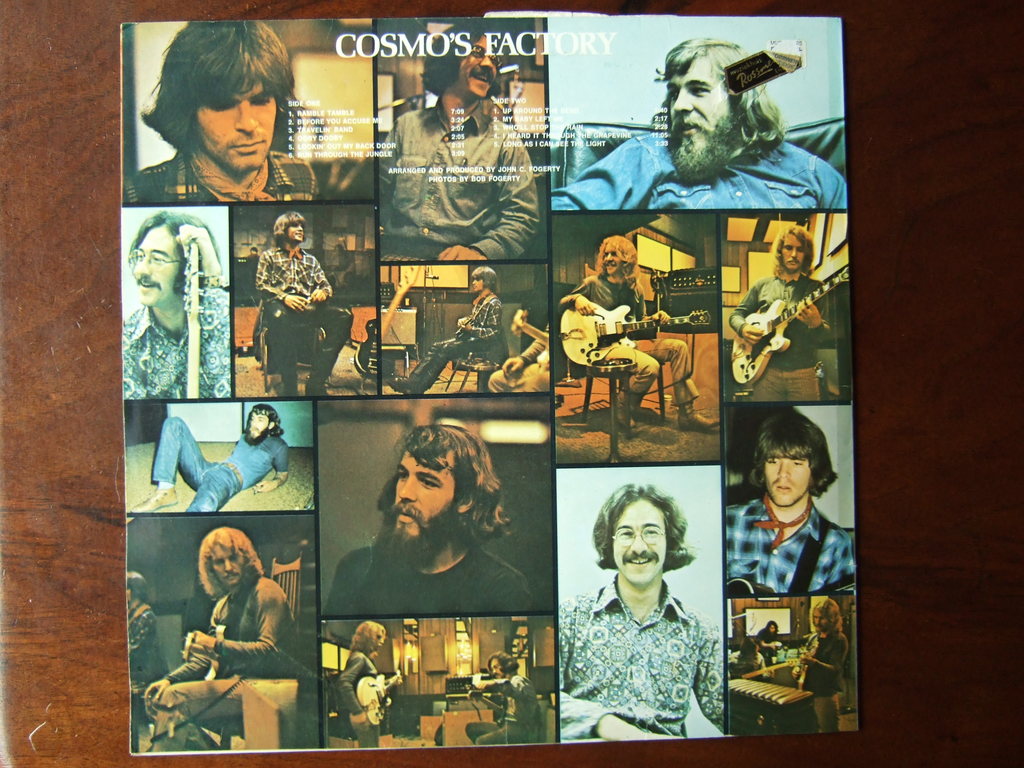 COSMO'S FACTORY
SIDE ONE
1. RAMBLE TAMBLE 7:09
2. BEFORE YOU ACCUSE ME 3:24
3. TRAVELIN' BAND 2:07
4. OOBY DOOBY 2:05
5. LOOKIN' OUT MY BACK DOOR 2:31
6. RUN THROUGH THE JUNGLE 3:09
SIDE TWO
1. UP AROUND THE BEND 2:40
2. MY BABY LEFT ME 2:17
3. WHO'LL STOP THE RAIN 2:28
4. I HEARD IT THROUGH THE GRAPEVINE 11:05
5. LONG AS I CAN SEE THE LIGHT 3:33
ARRANGED AND PRODUCED BY JOHN C. FOGERTY
PHOTOS BY BOB FOGERTY